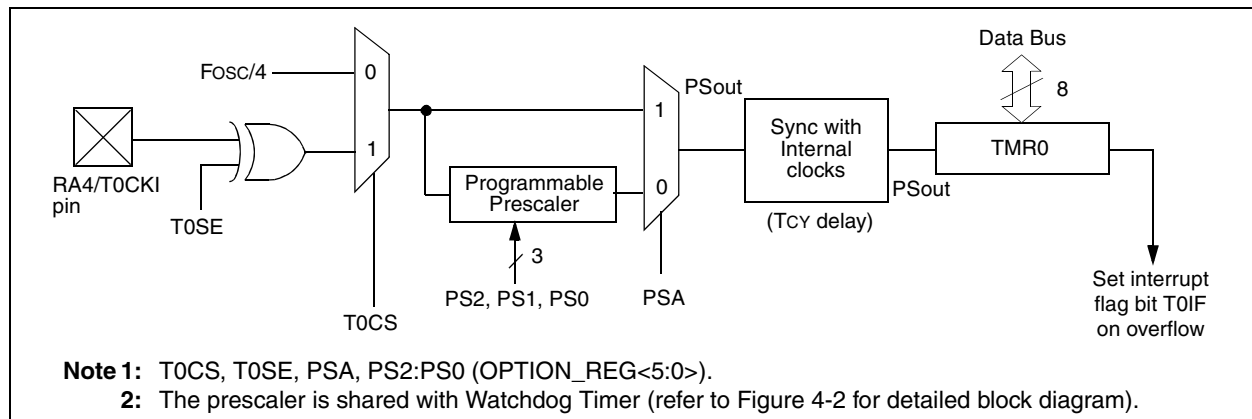 Data Bus
8
FOSC/4
0
1
RA4/T0CKI
pin
T0SE
T0CS
Programmable
Prescaler
3
PS2, PS1, PS0
1
0
PSA
PSout
Sync with
Internal
clocks
(TCY delay)
PSout
TMR0
Set interrupt
flag bit T0IF
on overflow
Note 1: T0CS, T0SE, PSA, PS2:PS0 (OPTION_REG<5:0>).
2: The prescaler is shared with Watchdog Timer (refer to Figure 4-2 for detailed block diagram).